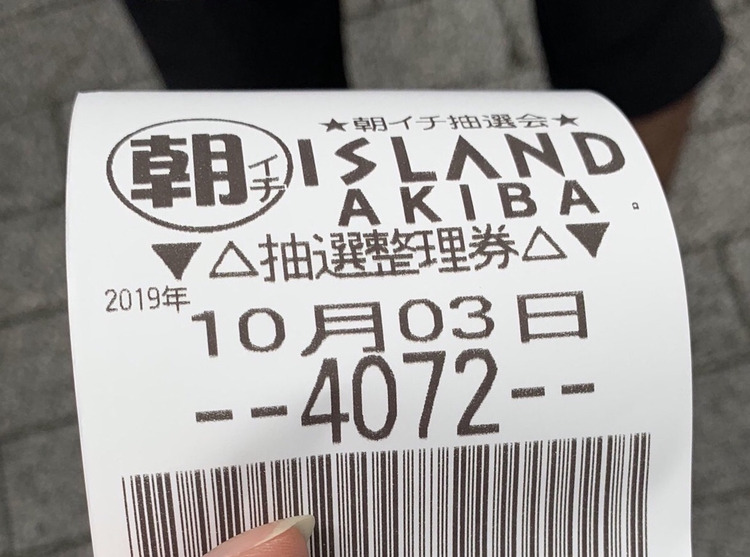 ★朝イチ抽選会★
朝イチ
ISLAND
AKIBA
▼△抽選整理券△▼
2019年
10月03日
--4072--